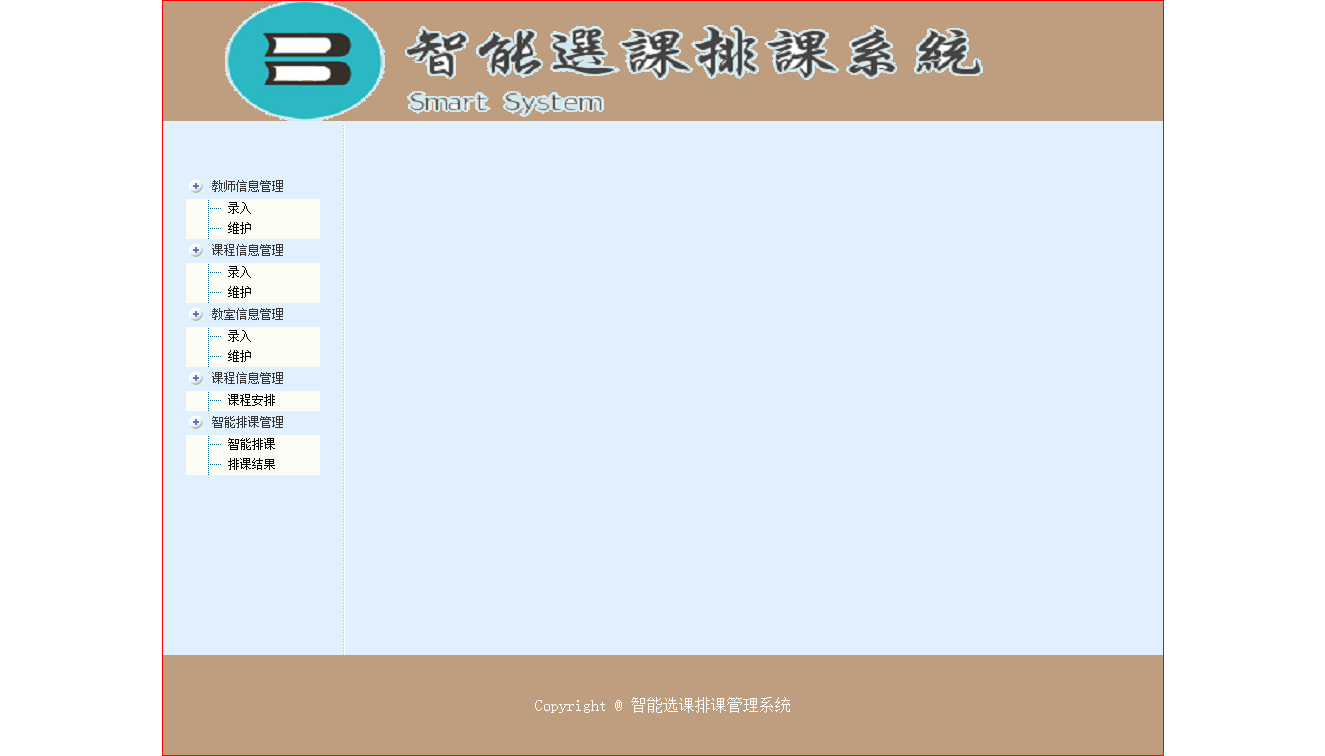 智能選課排課系統
Smart System
教师信息管理
录入
维护
课程信息管理
录入
维护
教室信息管理
录入
维护
课程信息管理
课程安排
智能排课管理
智能排课
排课结果
Copyright @ 智能选课排课管理系统